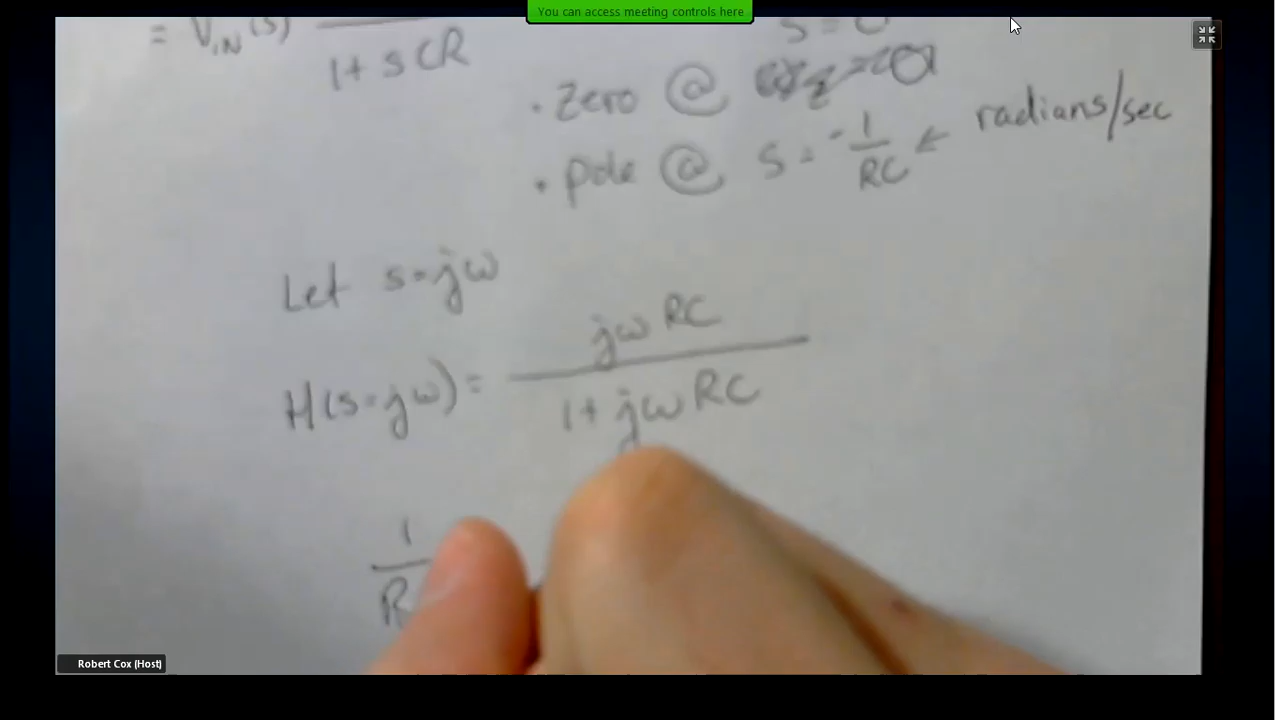 You can access meeting controls here
= V_IN(s) / 1 + sCR
s = 0
· Zero @
· pole @ s = -1/RC ← radians/sec
Let s=jω
H(s=jω) = jωRC / 1+jωRC
1/R
Robert Cox (Host)